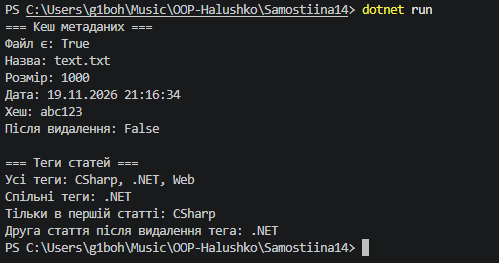 PS C:\Users\g1boh\Music\OOP-Halushko\Samostiina14> dotnet run
=== Кеш метаданих ===
Файл є: True
Назва: text.txt
Розмір: 1000
Дата: 19.11.2026 21:16:34
Хеш: abc123
Після видалення: False
=== Теги статей ===
Усі теги: CSharp, .NET, Web
Спільні теги: .NET
Тільки в першій статті: CSharp
Друга стаття після видалення тега: .NET
PS C:\Users\g1boh\Music\OOP-Halushko\Samostiina14>